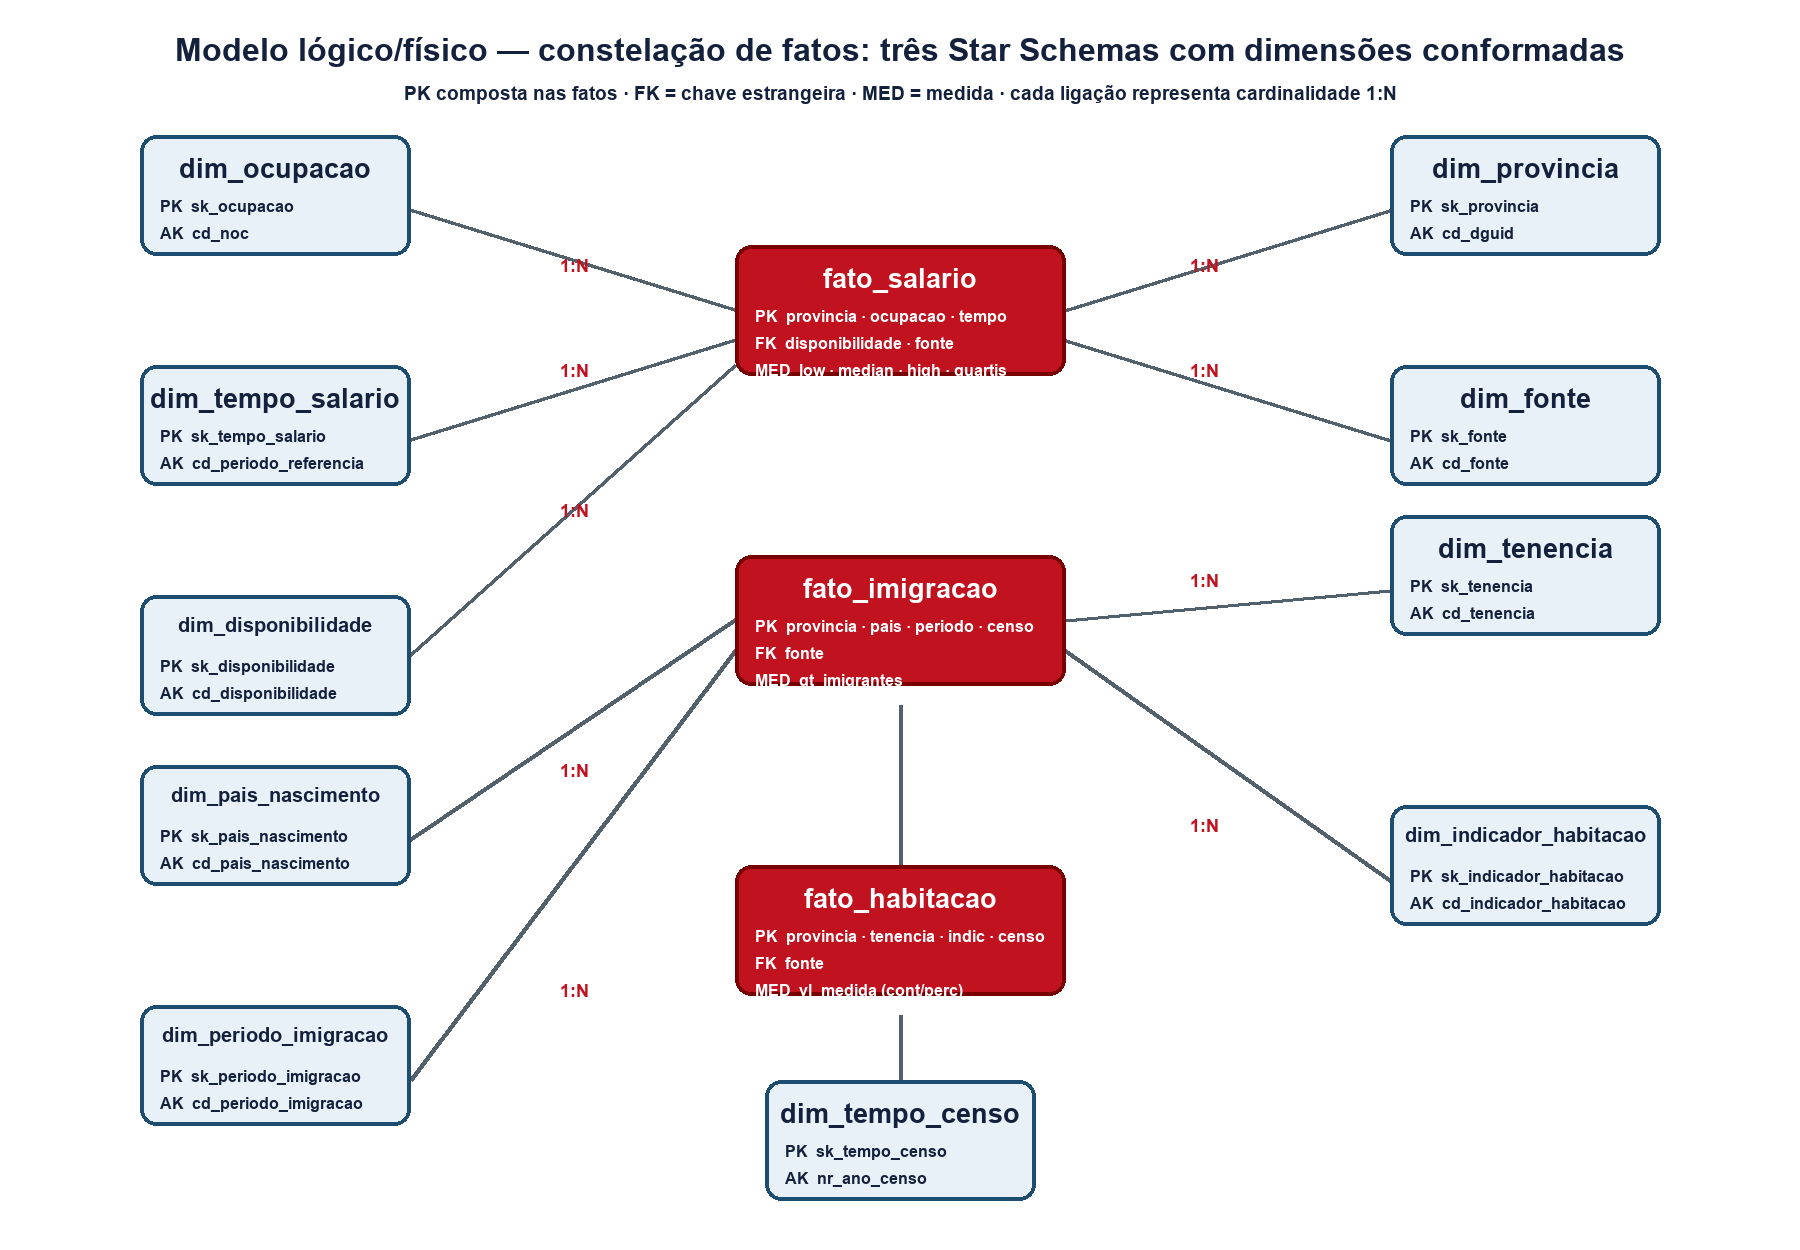 Modelo lógico/físico — constelação de fatos: três Star Schemas com dimensões conformadas
PK composta nas fatos · FK = chave estrangeira · MED = medida · cada ligação representa cardinalidade 1:N
dim_ocupacao
PK sk_ocupacao
AK cd_noc
dim_provincia
PK sk_provincia
AK cd_dguid
1:N
1:N
fato_salario
PK provincia · ocupacao · tempo
FK disponibilidade · fonte
MED low · median · high · quartis
dim_tempo_salario
PK sk_tempo_salario
AK cd_periodo_referencia
1:N
1:N
dim_fonte
PK sk_fonte
AK cd_fonte
1:N
dim_tenencia
PK sk_tenencia
AK cd_tenencia
1:N
fato_imigracao
PK provincia · pais · periodo · censo
FK fonte
MED qt_imigrantes
dim_disponibilidade
PK sk_disponibilidade
AK cd_disponibilidade
dim_pais_nascimento
PK sk_pais_nascimento
AK cd_pais_nascimento
1:N
1:N
dim_indicador_habitacao
PK sk_indicador_habitacao
AK cd_indicador_habitacao
fato_habitacao
PK provincia · tenencia · indic · censo
FK fonte
MED vl_medida (cont/perc)
1:N
dim_periodo_imigracao
PK sk_periodo_imigracao
AK cd_periodo_imigracao
dim_tempo_censo
PK sk_tempo_censo
AK nr_ano_censo